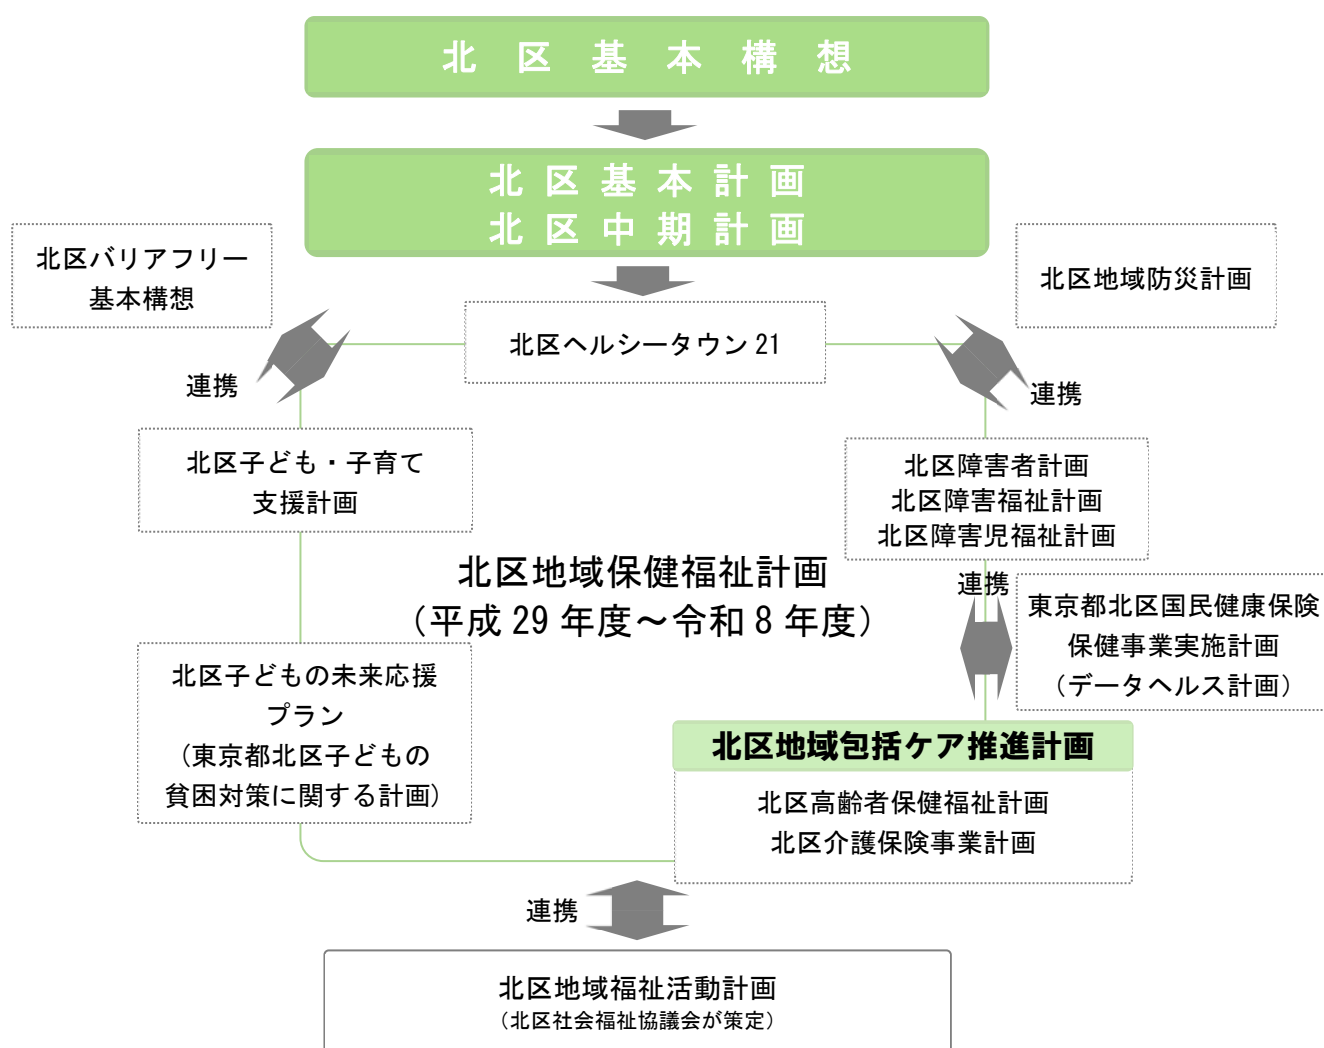 北区基本構想
北区基本計画
北区中期計画
北区バリアフリー
基本構想
北区地域防災計画
北区ヘルシータウン 21
連携
連携
北区子ども・子育て
支援計画
北区障害者計画
北区障害福祉計画
北区障害児福祉計画
北区地域保健福祉計画
（平成 29 年度～令和 8 年度）
連携
東京都北区国民健康保険
保健事業実施計画
（データヘルス計画）
北区子どもの未来応援
プラン
（東京都北区子どもの
貧困対策に関する計画）
北区地域包括ケア推進計画
北区高齢者保健福祉計画
北区介護保険事業計画
連携
北区地域福祉活動計画
（北区社会福祉協議会が策定）